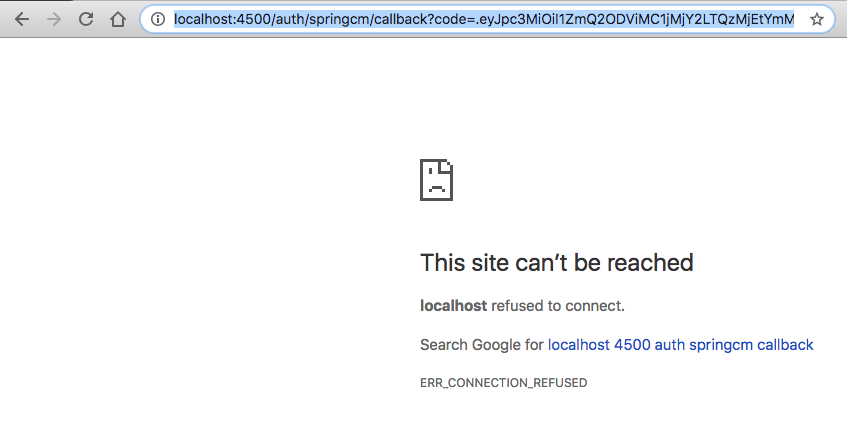 localhost:4500/auth/springcm/callback?code=.eyJpc3MiOiI1ZmQ2ODViMC1jMjY2LTQzMjEtYmM
This site can’t be reached
localhost refused to connect.
Search Google for localhost 4500 auth springcm callback
ERR_CONNECTION_REFUSED